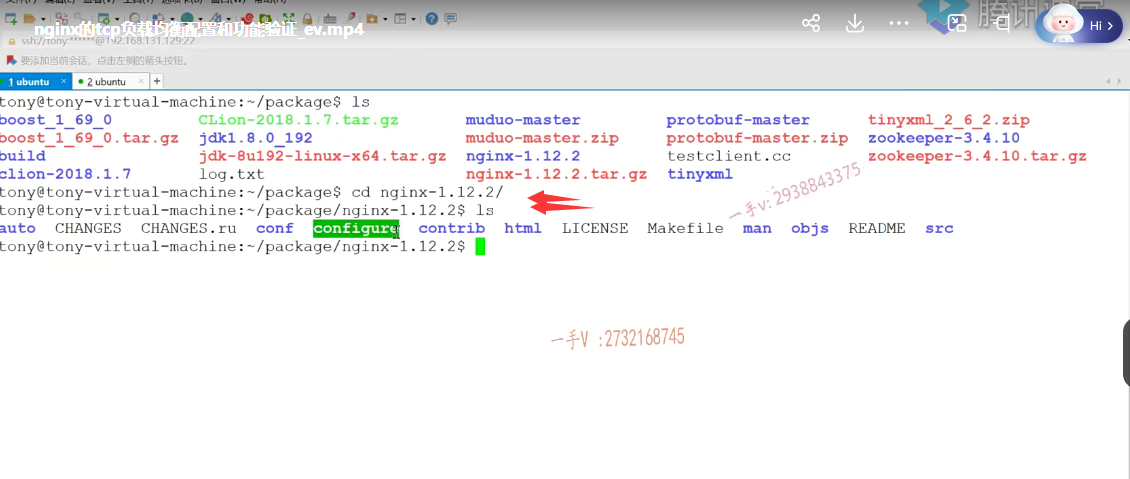 nginx的tcp负载均衡配置和功能验证_ev.mp4
腾讯课堂
Hi >
ssh://tony:******@192.168.131.129:22
要添加当前会话，点击左侧的箭头按钮。
1 ubuntu × 2 ubuntu × +
tony@tony-virtual-machine:~/package$ ls
boost_1_69_0 CLion-2018.1.7.tar.gz muduo-master protobuf-master tinyxml_2_6_2.zip
boost_1_69_0.tar.gz jdk1.8.0_192 muduo-master.zip protobuf-master.zip zookeeper-3.4.10
build jdk-8u192-linux-x64.tar.gz nginx-1.12.2 testclient.cc zookeeper-3.4.10.tar.gz
clion-2018.1.7 log.txt nginx-1.12.2.tar.gz tinyxml
tony@tony-virtual-machine:~/package$ cd nginx-1.12.2/
tony@tony-virtual-machine:~/package/nginx-1.12.2$ ls
auto CHANGES CHANGES.ru conf configure contrib html LICENSE Makefile man objs README src
tony@tony-virtual-machine:~/package/nginx-1.12.2$
一手v: 2938843375
一手V :2732168745